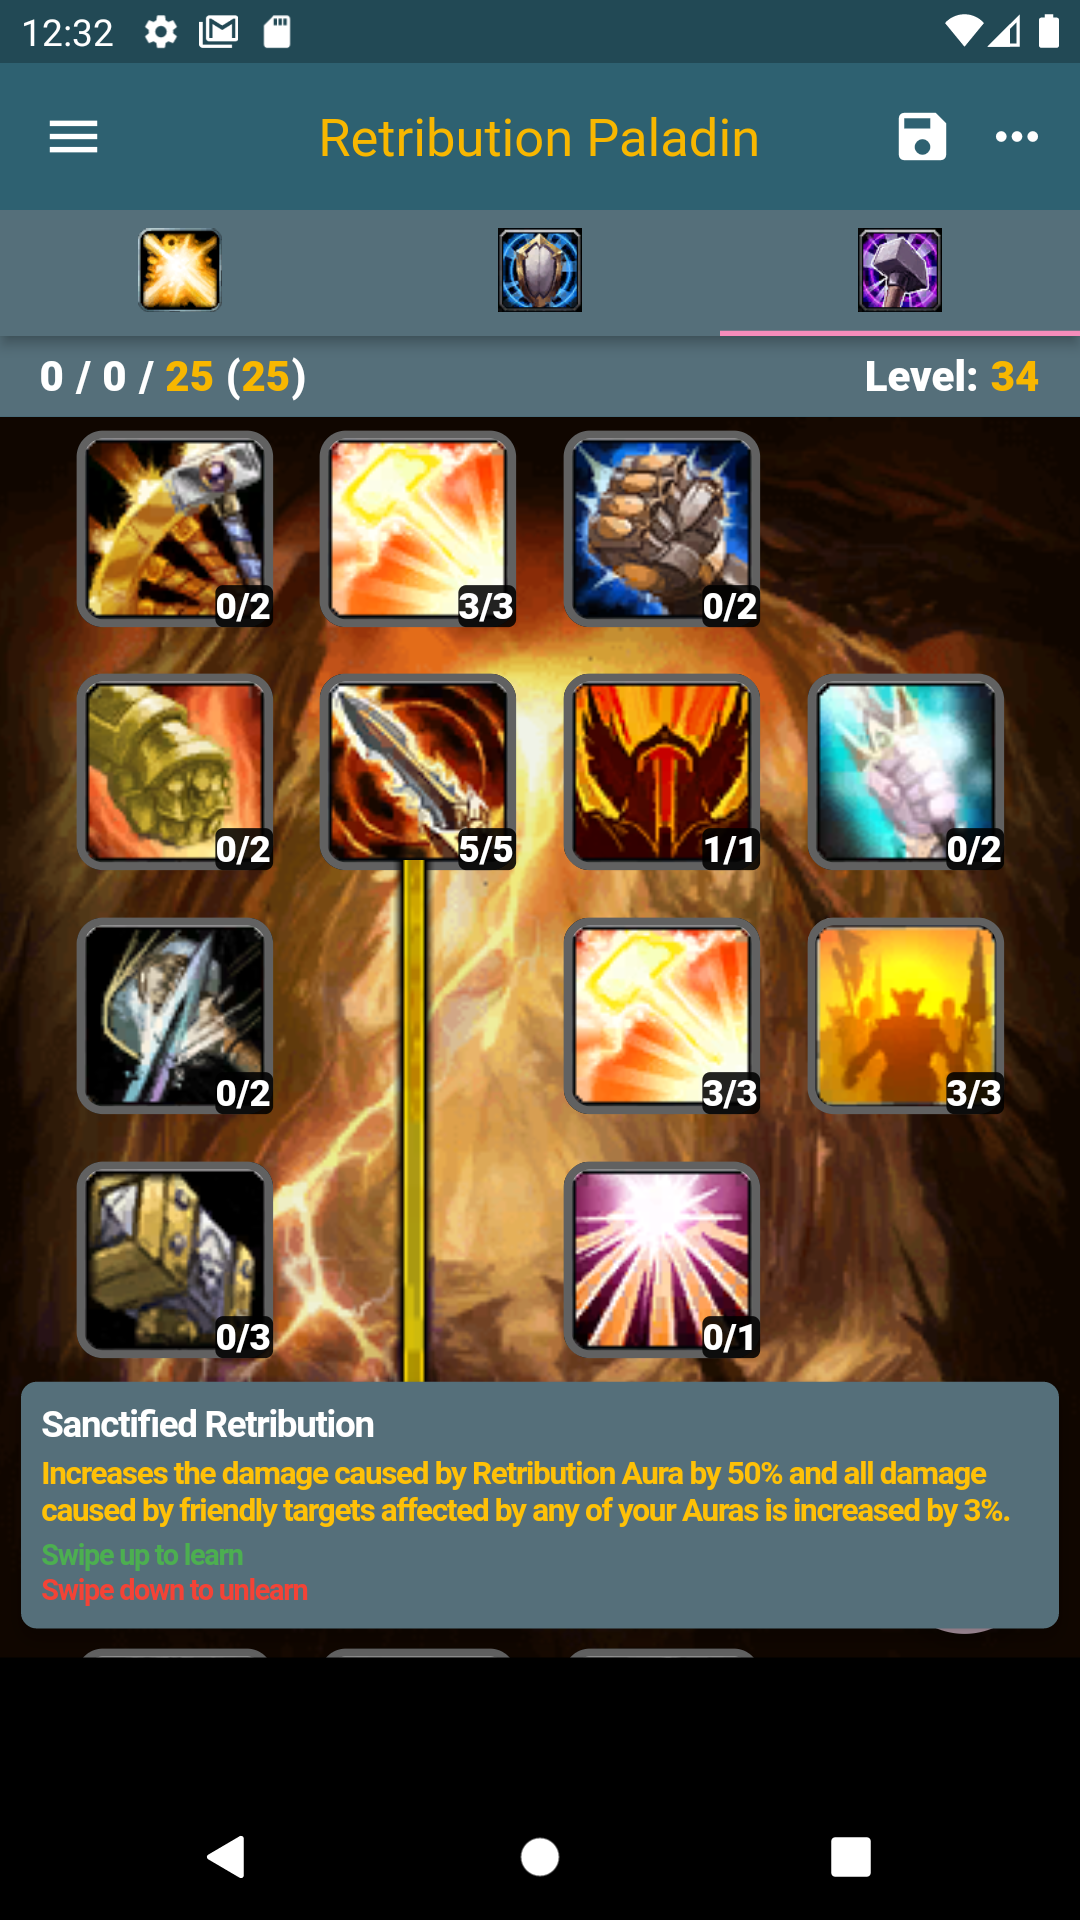 12:32
Retribution Paladin
0 / 0 / 25 (25)
Level: 34
0/2
3/3
0/2
0/2
5/5
1/1
0/2
0/2
3/3
3/3
0/3
0/1
Sanctified Retribution
Increases the damage caused by Retribution Aura by 50% and all damage
caused by friendly targets affected by any of your Auras is increased by 3%.
Swipe up to learn
Swipe down to unlearn